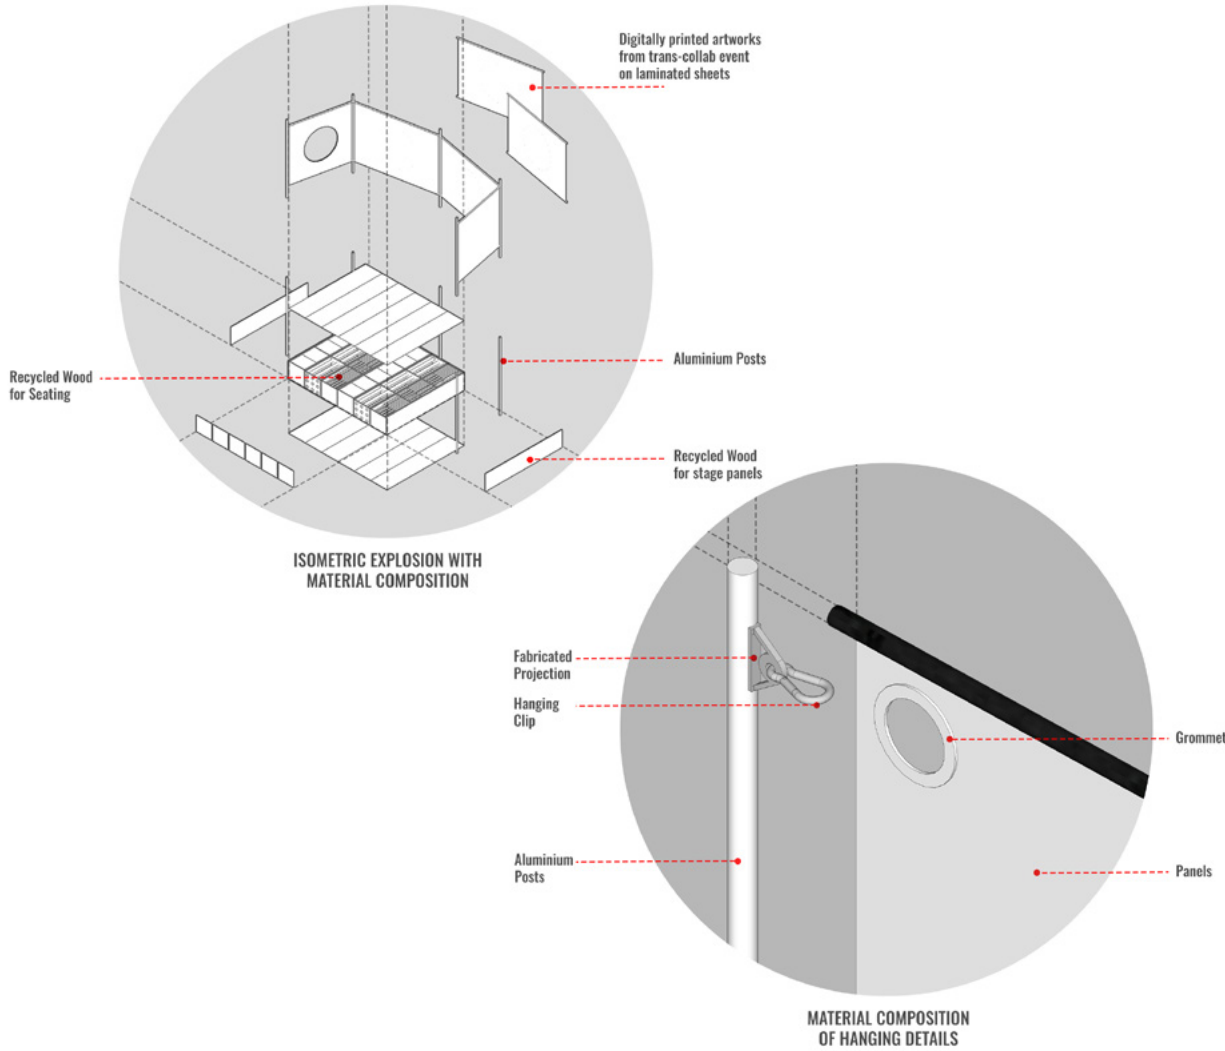 Digitally printed artworks
from trans-collab event
on laminated sheets
Aluminium Posts
Recycled Wood
for Seating
Recycled Wood
for stage panels
ISOMETRIC EXPLOSION WITH
MATERIAL COMPOSITION
Fabricated
Projection
Hanging
Clip
Grommet
Aluminium
Posts
Panels
MATERIAL COMPOSITION
OF HANGING DETAILS